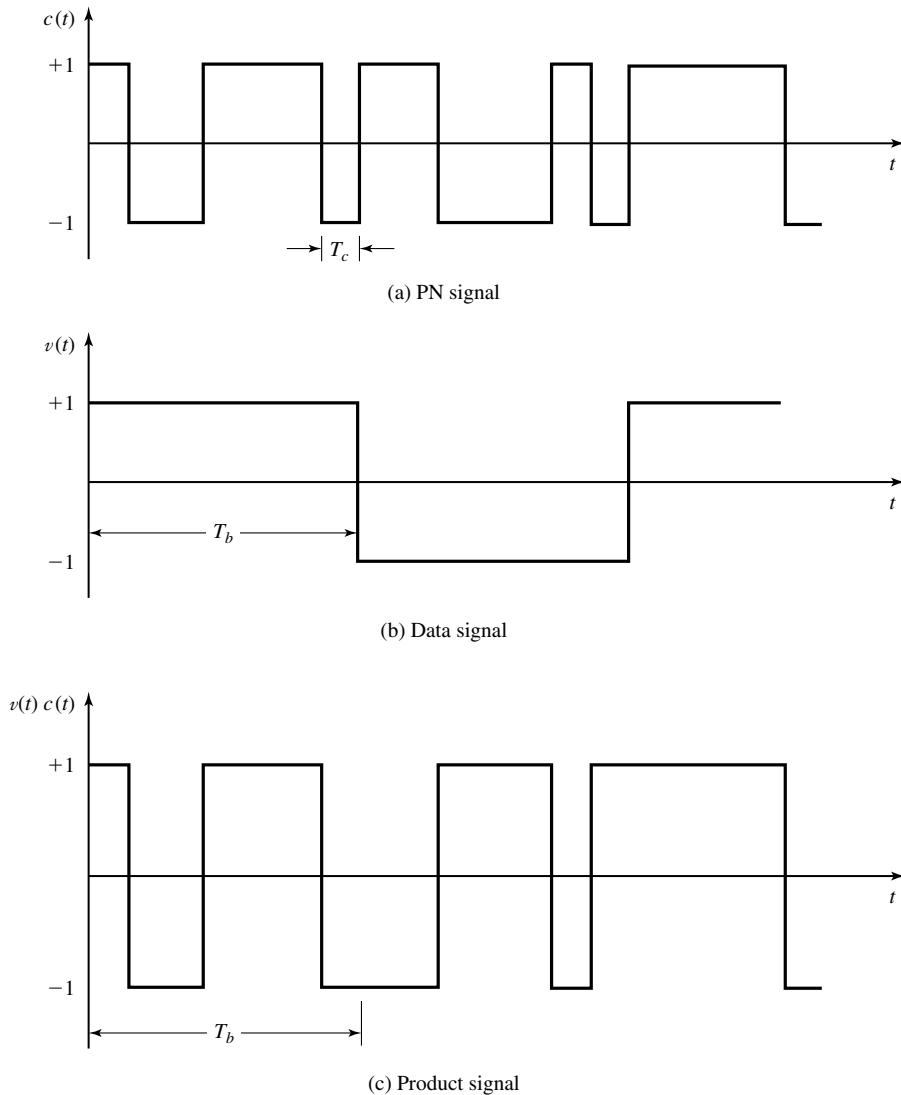 c(t)
+1
t
−1
T_c
(a) PN signal
v(t)
+1
t
T_b
−1
(b) Data signal
v(t) c(t)
+1
t
−1
T_b
(c) Product signal